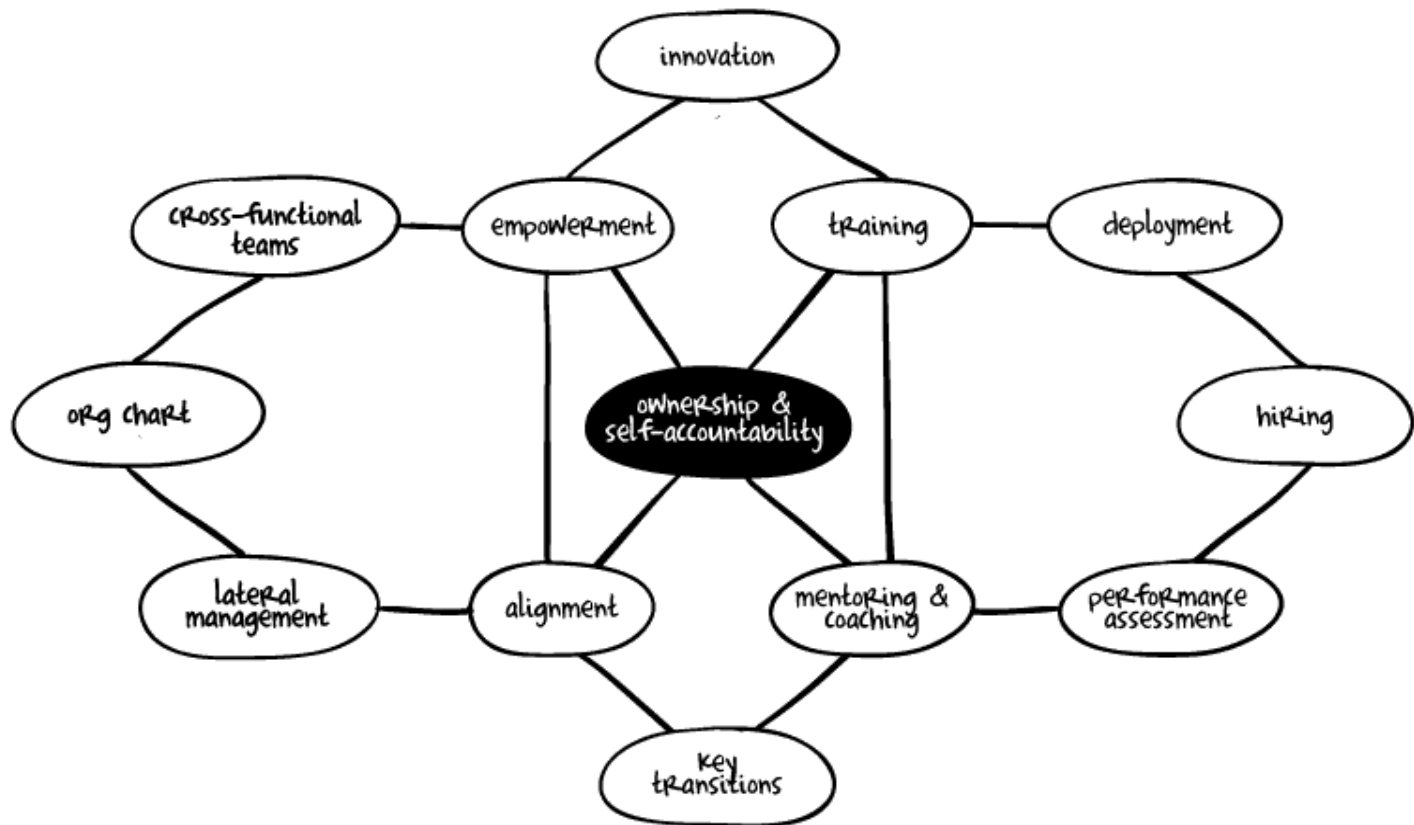 innovation
cross-functional
teams
empowerment
training
deployment
org chart
ownership &
self-accountability
hiring
lateral
management
alignment
mentoring &
coaching
performance
assessment
key
transitions